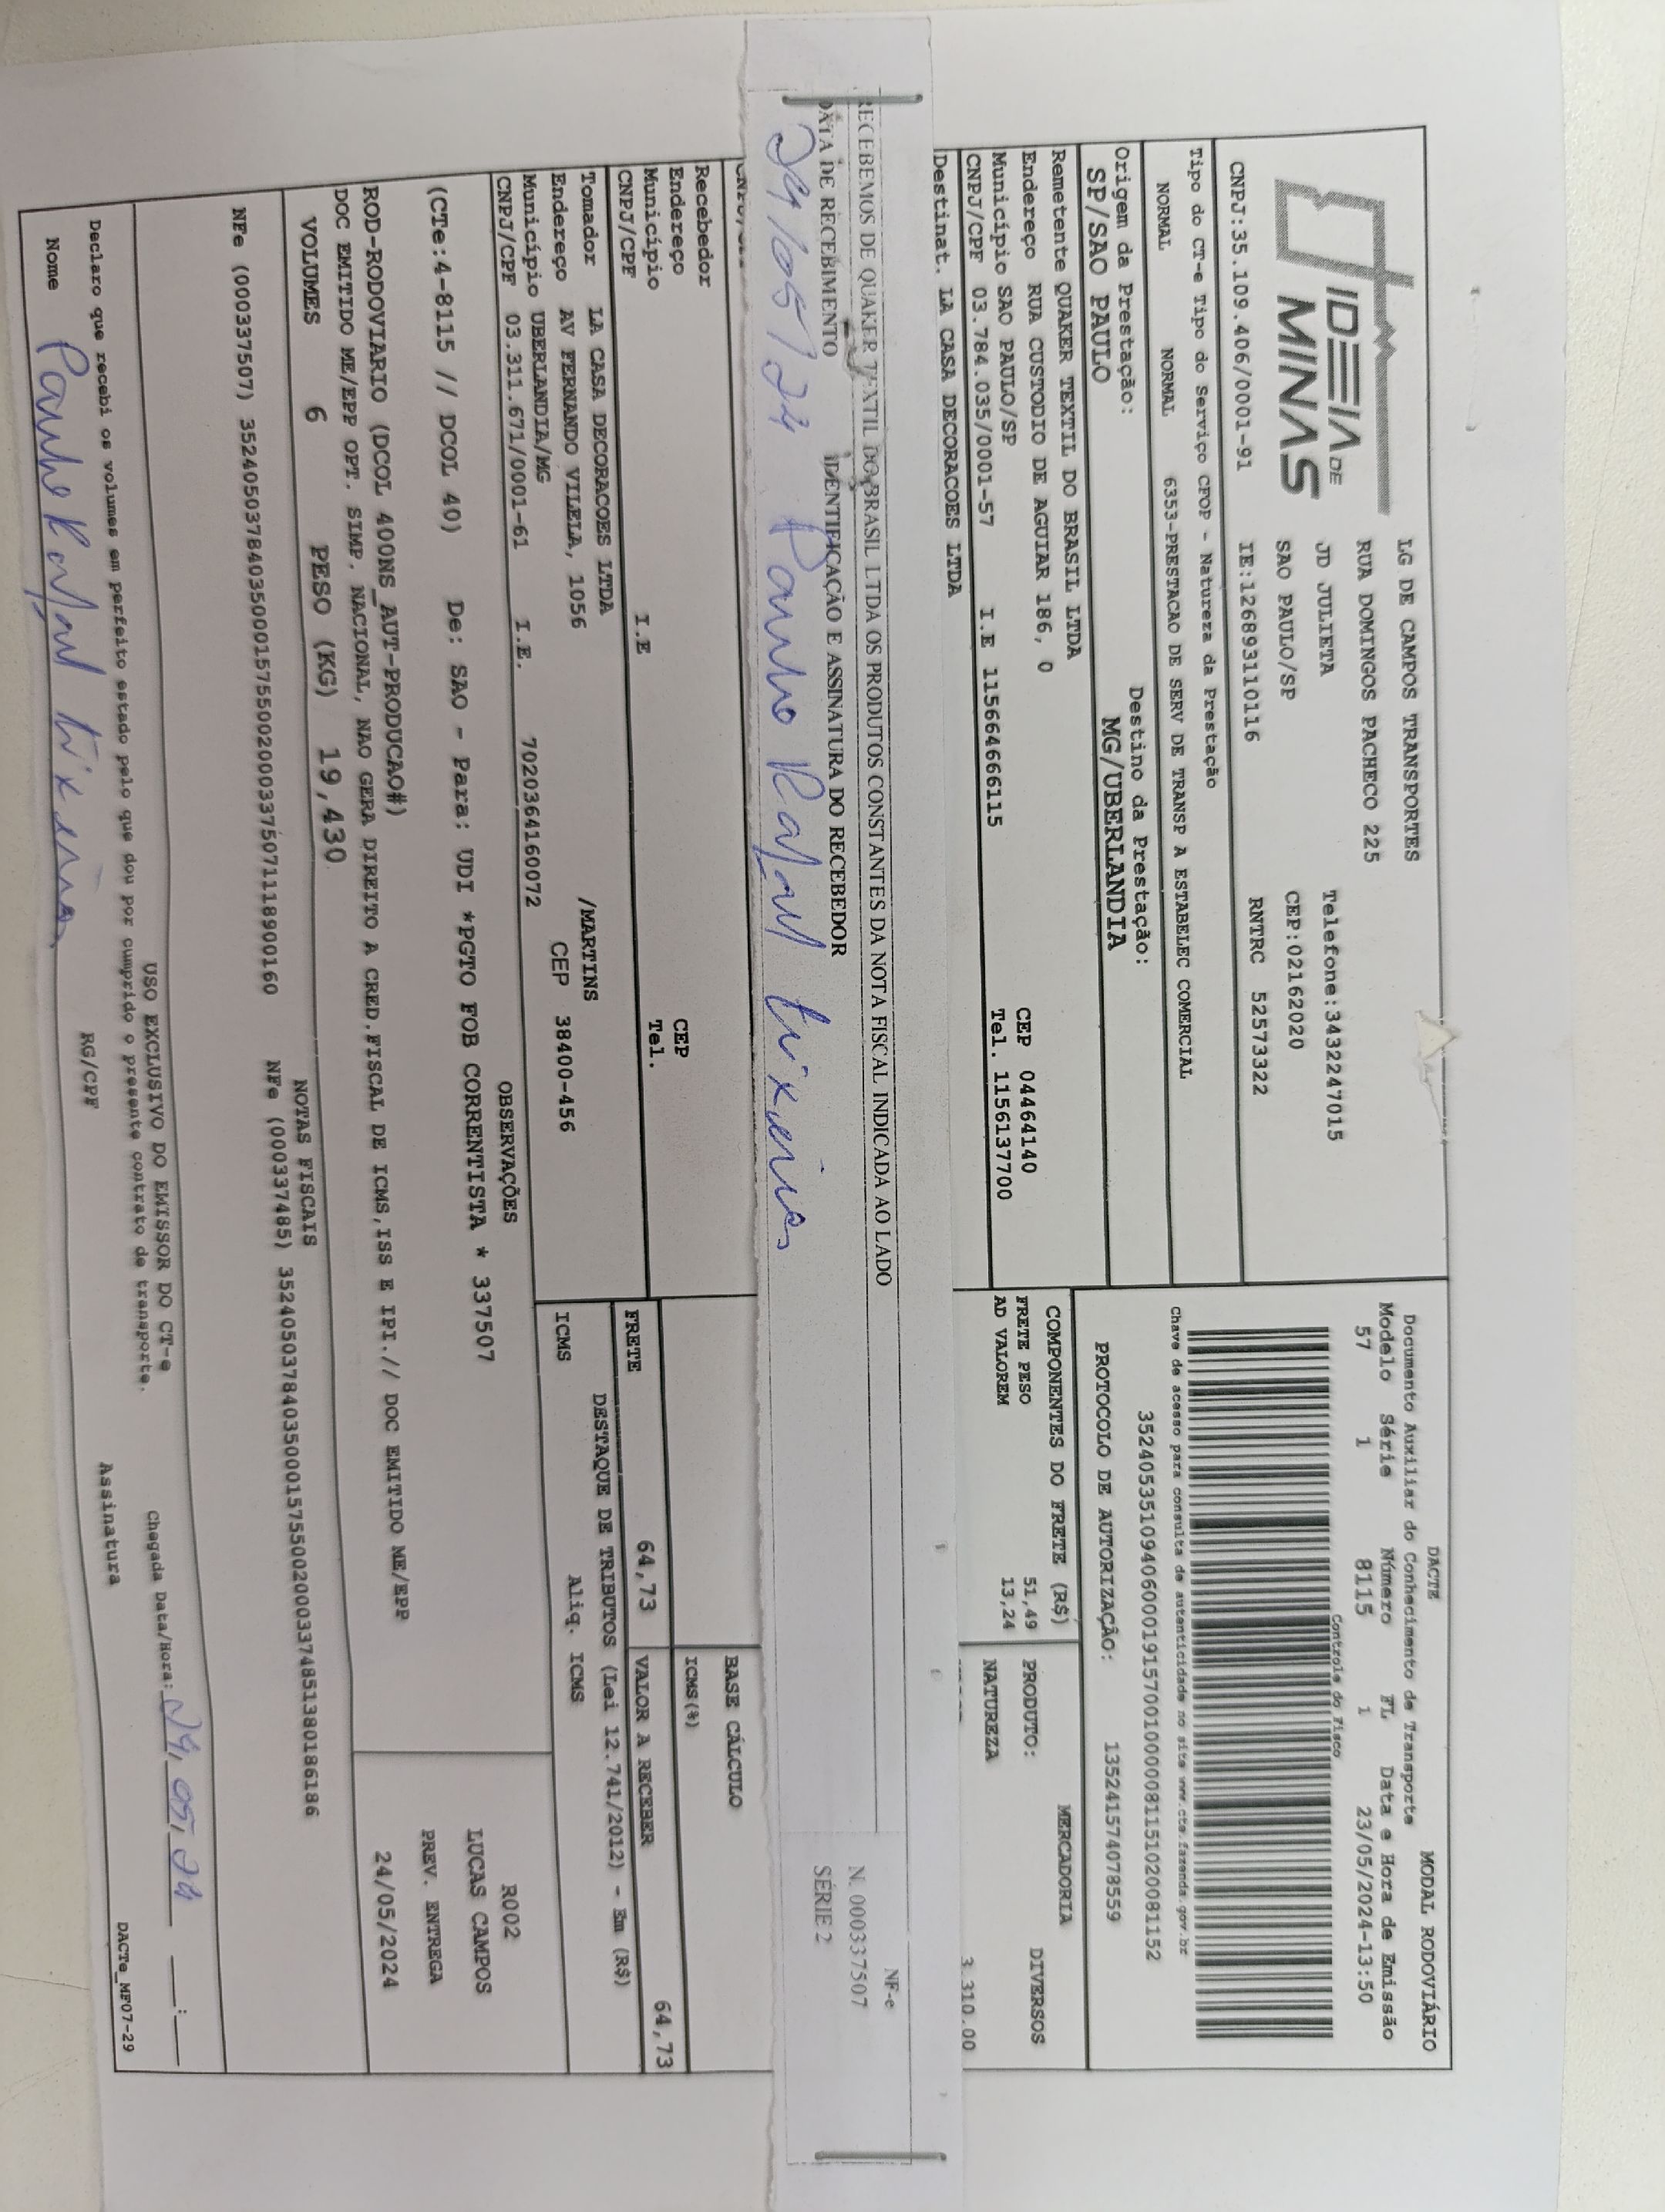 IDEIA DE
MINAS
LG DE CAMPOS TRANSPORTES
RUA DOMINGOS PACHECO 225
JD JULIETA
SAO PAULO/SP
Telefone:3432247015
CEP:02162020
CNPJ:35.109.406/0001-91 IE:126893110116 RNTRC 52573322
DACTE
Documento Auxiliar do Conhecimento de Transporte
MODAL RODOVIÁRIO
Modelo Série Número FL Data e Hora de Emissão
57 1 8115 1 23/05/2024-13:50
Controle do Fisco
Chave de acesso para consulta de autenticidade no site www.cte.fazenda.gov.br
35240535109406000191570010000081151020081152
PROTOCOLO DE AUTORIZAÇÃO: 135241574078559
Tipo do CT-e Tipo do Serviço CFOP - Natureza da Prestação
NORMAL NORMAL 6353-PRESTACAO DE SERV DE TRANSP A ESTABELEC COMERCIAL
Origem da Prestação: Destino da Prestação:
SP/SAO PAULO MG/UBERLANDIA
Remetente QUAKER TEXTIL DO BRASIL LTDA
Endereço RUA CUSTODIO DE AGUIAR 186, 0 CEP 04464140
Município SAO PAULO/SP Tel. 1156137700
CNPJ/CPF 03.784.035/0001-57 I.E 115664666115
Destinat. LA CASA DECORACOES LTDA
COMPONENTES DO FRETE (R$)
FRETE PESO 51,49
AD VALOREM 13,24
MERCADORIA
PRODUTO: DIVERSOS
NATUREZA
3.310,00
NF-e
N. 000337507
SÉRIE 2
RECEBEMOS DE QUAKER TEXTIL DO BRASIL LTDA OS PRODUTOS CONSTANTES DA NOTA FISCAL INDICADA AO LADO
DATA DE RECEBIMENTO IDENTIFICAÇÃO E ASSINATURA DO RECEBEDOR
24/05/24
Recebedor
Endereço CEP
Município Tel.
CNPJ/CPF I.E
BASE CÁLCULO
ICMS(%)
FRETE 64,73 VALOR A RECEBER 64,73
DESTAQUE DE TRIBUTOS (Lei 12.741/2012) - Em (R$)
ICMS Aliq. ICMS
Tomador LA CASA DECORACOES LTDA /MARTINS
Endereço AV FERNANDO VILELA, 1056 CEP 38400-456
Município UBERLANDIA/MG
CNPJ/CPF 03.311.671/0001-61 I.E. 7020364160072
OBSERVAÇÕES
(CTe:4-8115 // DCOL 40) De: SAO - Para: UDI *PGTO FOB CORRENTISTA * 337507
ROD-RODOVIARIO (DCOL 400NS_AUT-PRODUCAO#)
DOC EMITIDO ME/EPP OPT. SIMP. NACIONAL, NAO GERA DIREITO A CRED.FISCAL DE ICMS,ISS E IPI.// DOC EMITIDO ME/EPP
R002
LUCAS CAMPOS
PREV. ENTREGA
24/05/2024
VOLUMES 6 PESO (KG) 19,430
NOTAS FISCAIS
NFe (000337507) 35240503784035000157550020003375071118900160 NFe (000337485) 35240503784035000157550020003374851380186186
USO EXCLUSIVO DO EMISSOR DO CT-e
Declaro que recebi os volumes em perfeito estado pelo que dou por cumprido o presente contrato de transporte.
Chegada Data/Hora: 24, 05, 24 :
Nome RG/CPF Assinatura
DACTe_MF07-29